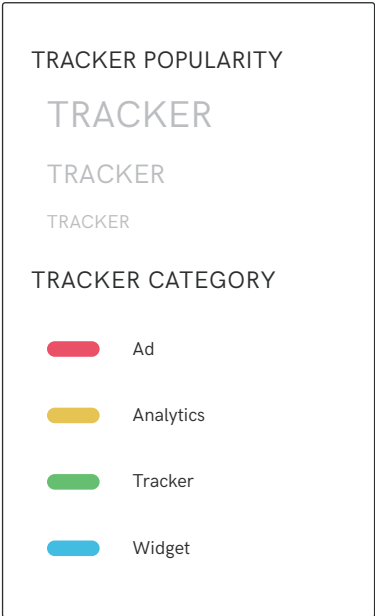 TRACKER POPULARITY
TRACKER
TRACKER
TRACKER
TRACKER CATEGORY
Ad
Analytics
Tracker
Widget